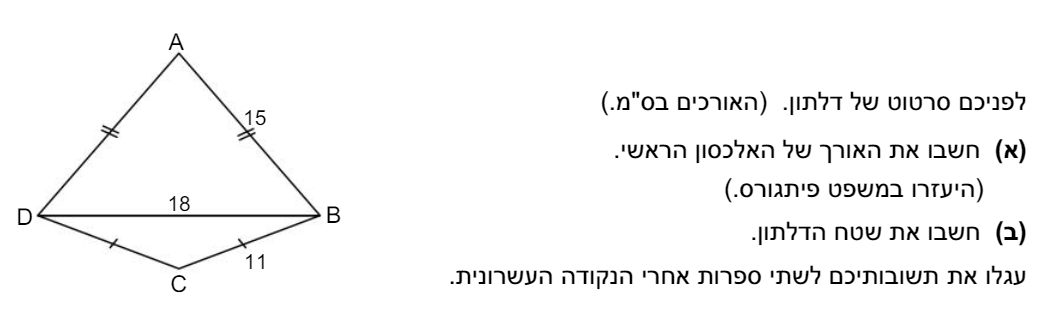 לפניכם סרטוט של דלתון. (האורכים בס"מ.)
(א) חשבו את האורך של האלכסון הראשי.
(היעזרו במשפט פיתגורס.)
(ב) חשבו את שטח הדלתון.
עגלו את תשובותיכם לשתי ספרות אחרי הנקודה העשרונית.
A
15
D
18
B
11
C